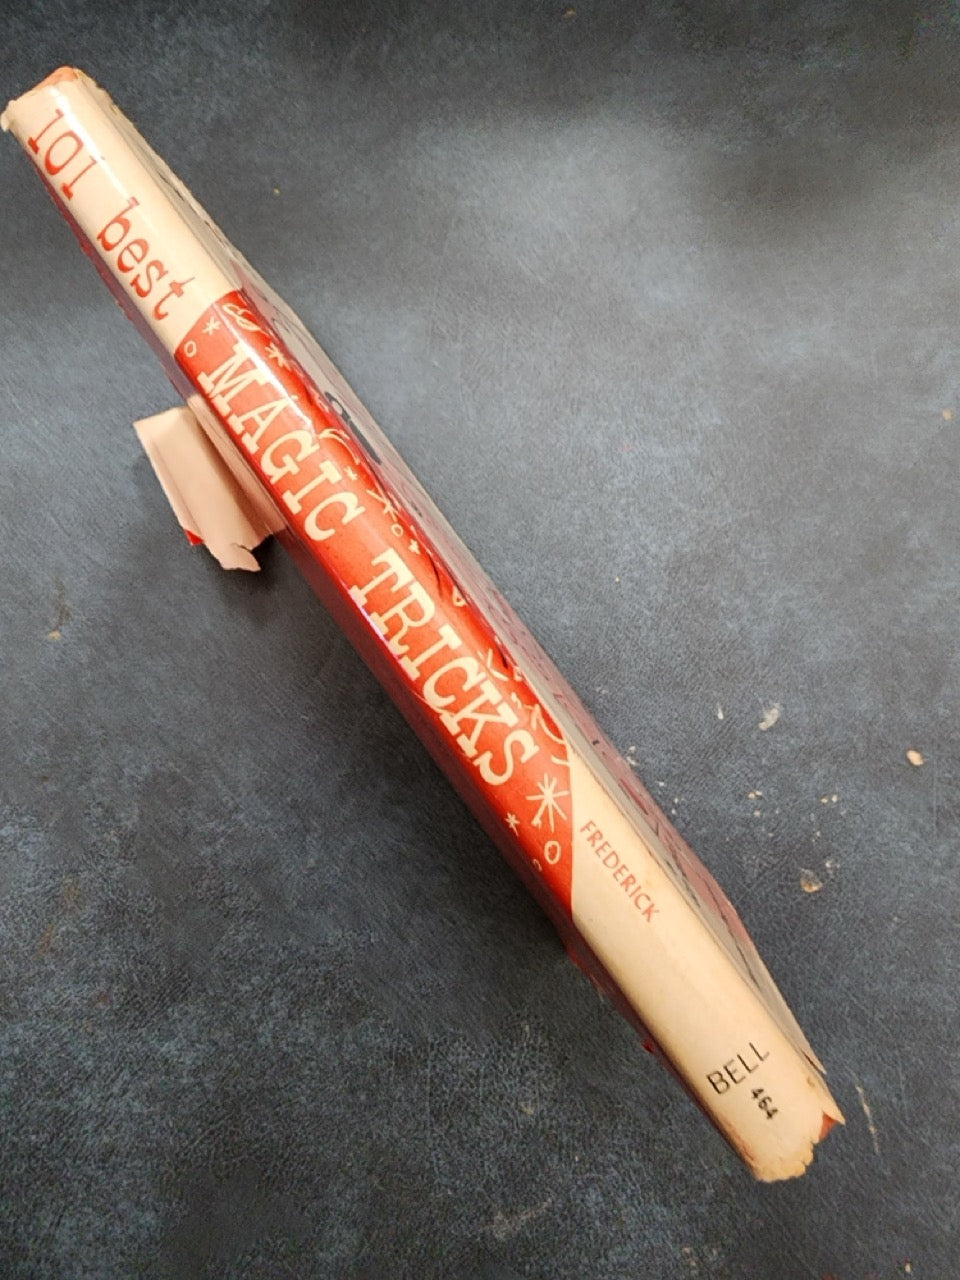 101 best
MAGIC TRICKS
FREDERICK
BELL
464